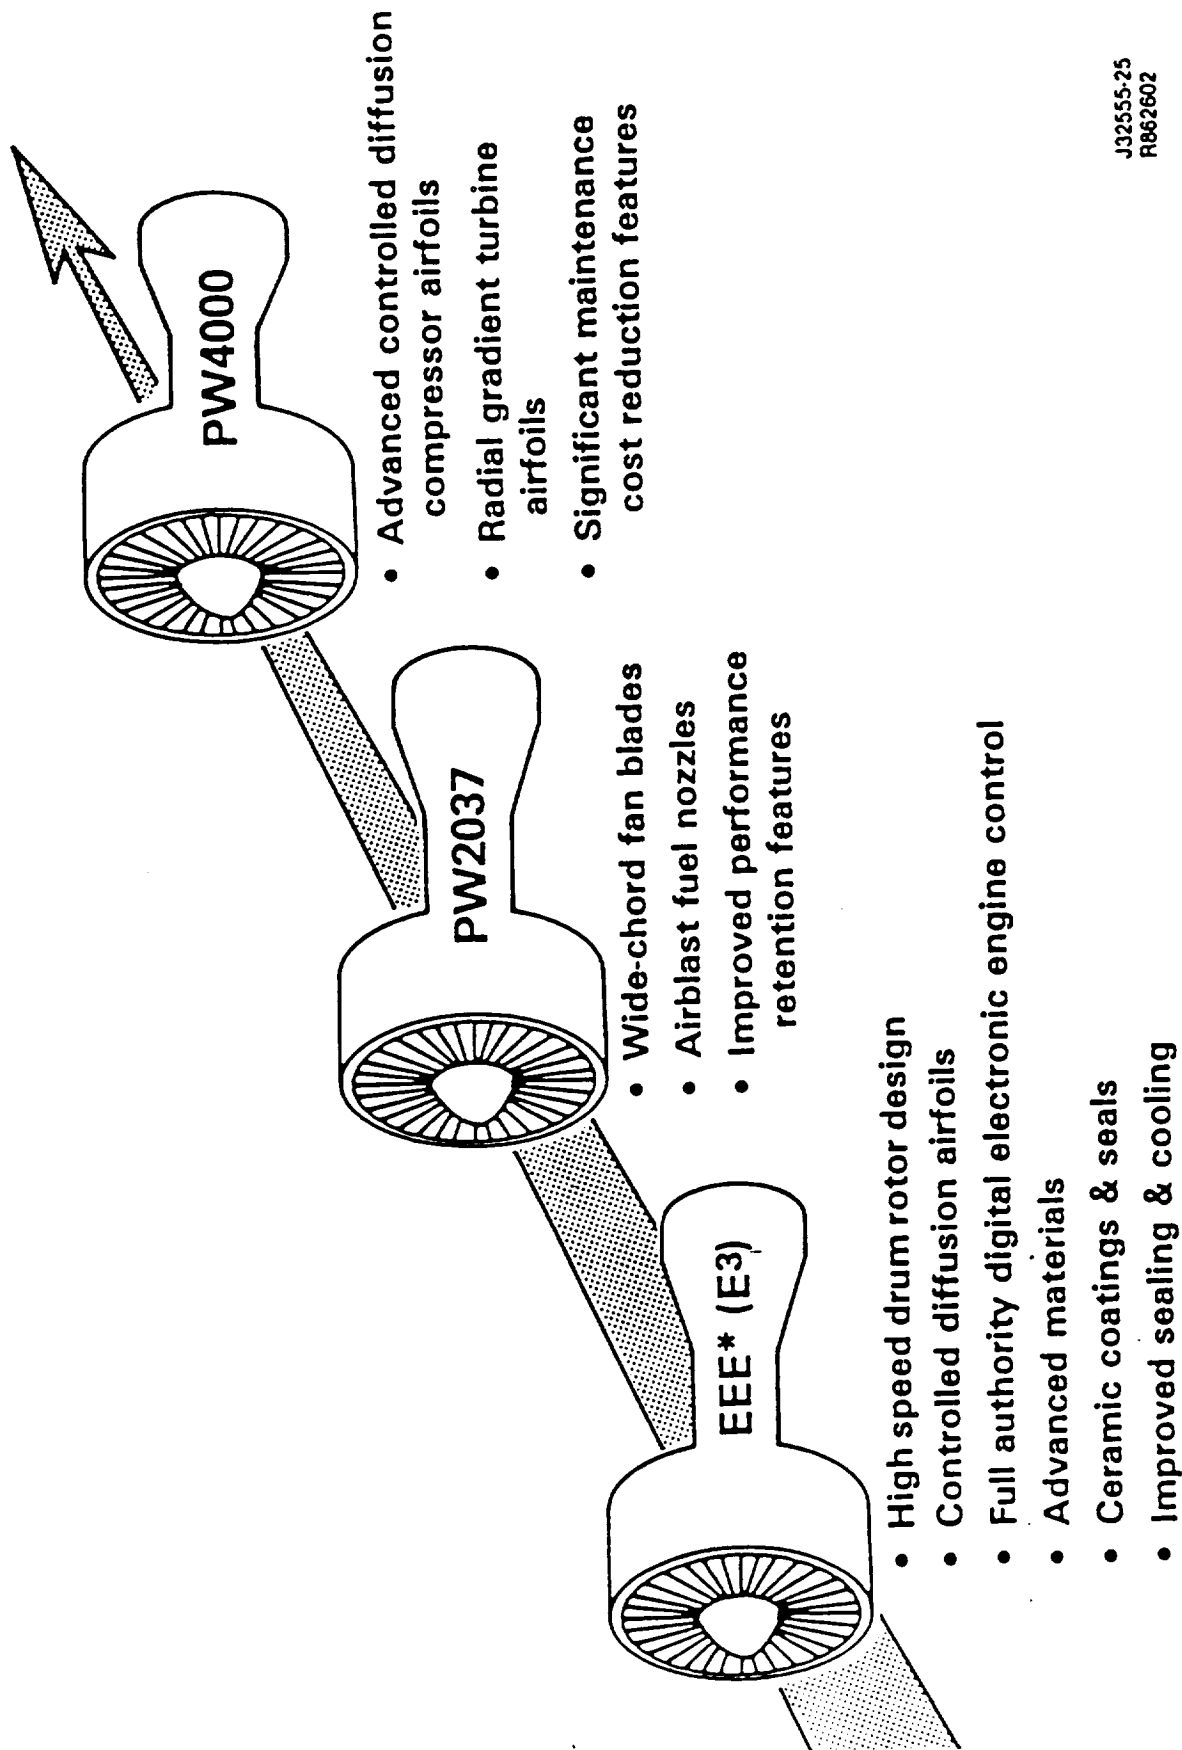 PW4000
• Advanced controlled diffusion
compressor airfoils
• Radial gradient turbine
airfoils
• Significant maintenance
cost reduction features
PW2037
• Wide-chord fan blades
• Airblast fuel nozzles
• Improved performance
retention features
EEE* (E3)
• High speed drum rotor design
• Controlled diffusion airfoils
• Full authority digital electronic engine control
• Advanced materials
• Ceramic coatings & seals
• Improved sealing & cooling
J32555-25
R862602